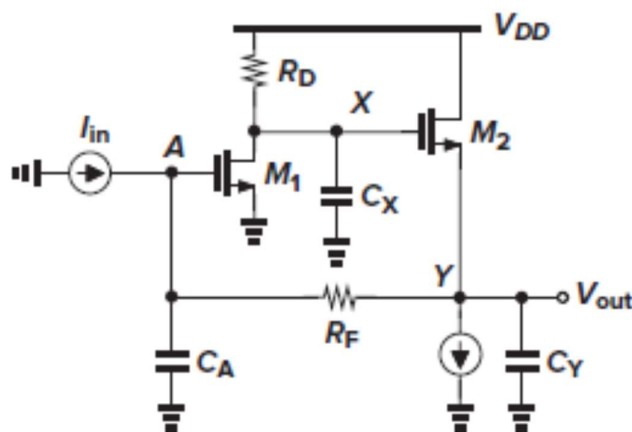 V_DD
R_D
X
I_in
A
M_1
M_2
C_X
Y
V_out
R_F
C_A
C_Y